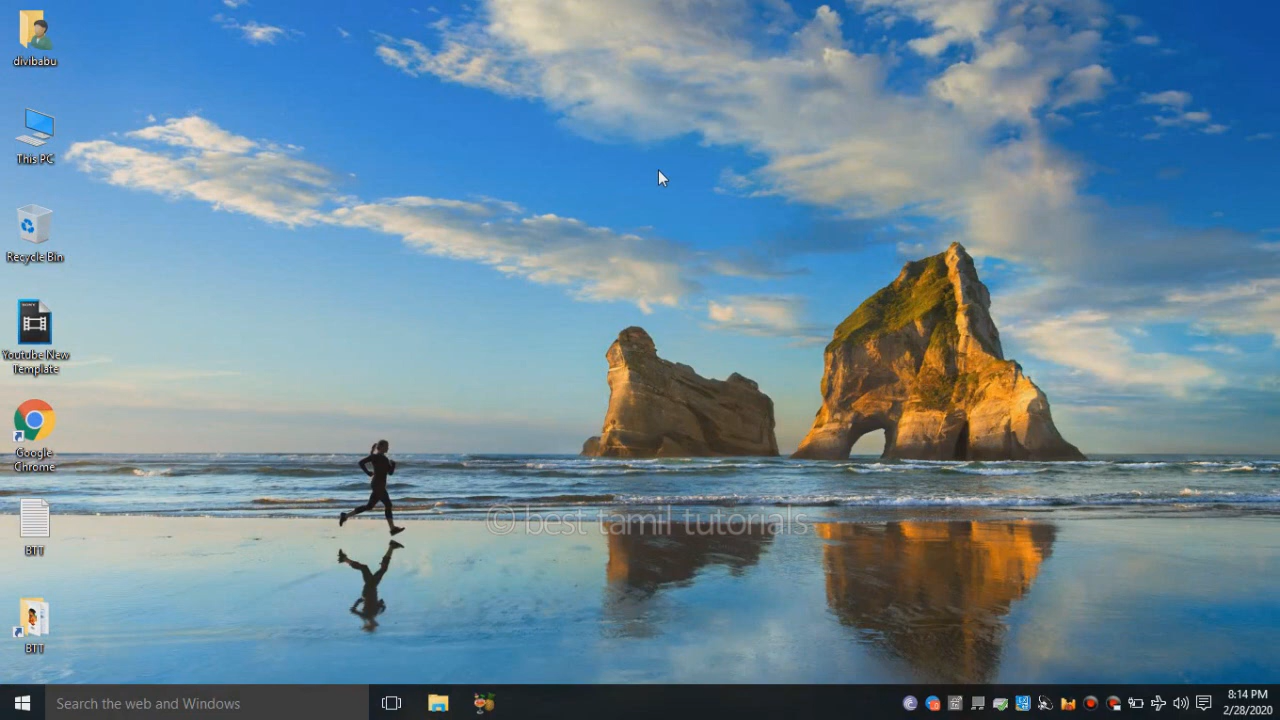 divibabu
This PC
Recycle Bin
Youtube New
Template
Google
Chrome
BTT
BTT
© best tamil tutorials
Search the web and Windows
8:14 PM
2/28/2020